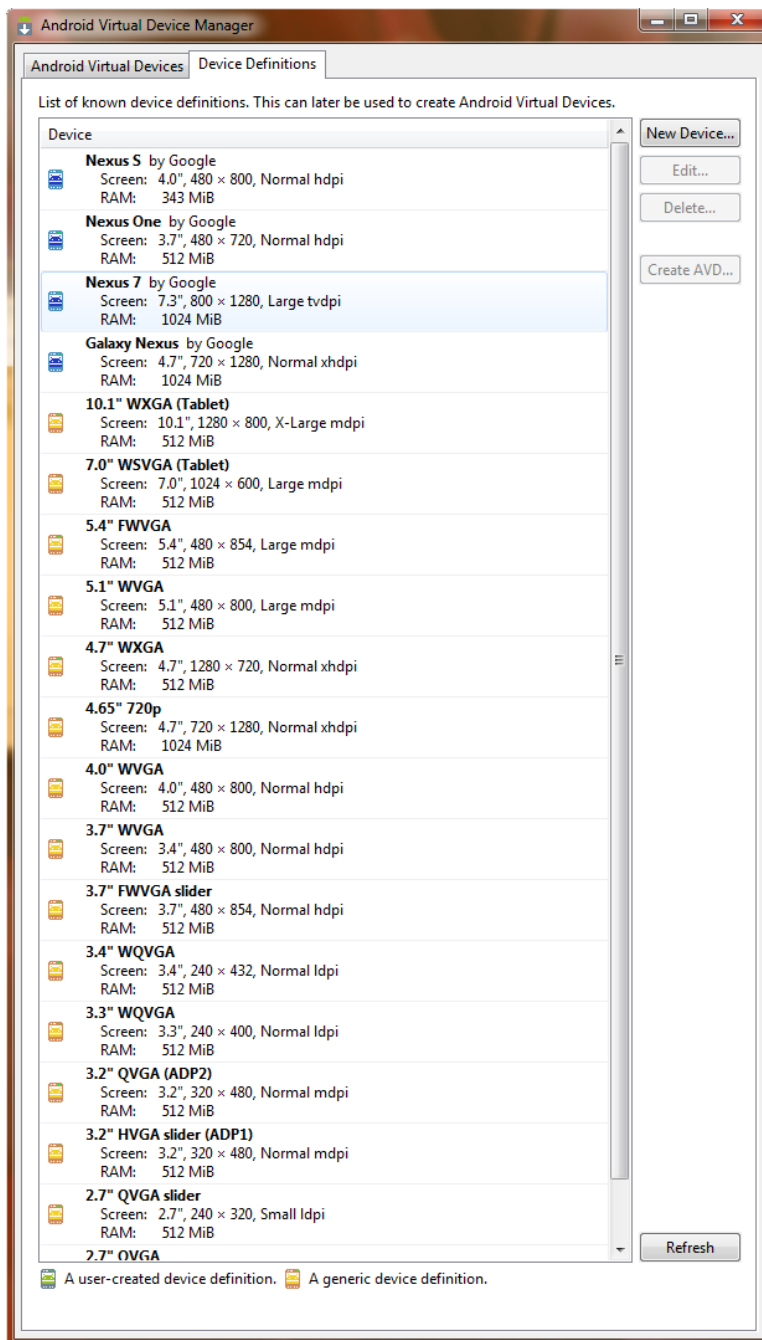 Android Virtual Device Manager
Android Virtual Devices Device Definitions
List of known device definitions. This can later be used to create Android Virtual Devices.
Device
New Device...
Edit...
Delete...
Create AVD...
Nexus S by Google
Screen: 4.0", 480 × 800, Normal hdpi
RAM: 343 MiB
Nexus One by Google
Screen: 3.7", 480 × 720, Normal hdpi
RAM: 512 MiB
Nexus 7 by Google
Screen: 7.3", 800 × 1280, Large tvdpi
RAM: 1024 MiB
Galaxy Nexus by Google
Screen: 4.7", 720 × 1280, Normal xhdpi
RAM: 1024 MiB
10.1" WXGA (Tablet)
Screen: 10.1", 1280 × 800, X-Large mdpi
RAM: 512 MiB
7.0" WSVGA (Tablet)
Screen: 7.0", 1024 × 600, Large mdpi
RAM: 512 MiB
5.4" FWVGA
Screen: 5.4", 480 × 854, Large mdpi
RAM: 512 MiB
5.1" WVGA
Screen: 5.1", 480 × 800, Large mdpi
RAM: 512 MiB
4.7" WXGA
Screen: 4.7", 1280 × 720, Normal xhdpi
RAM: 512 MiB
4.65" 720p
Screen: 4.7", 720 × 1280, Normal xhdpi
RAM: 1024 MiB
4.0" WVGA
Screen: 4.0", 480 × 800, Normal hdpi
RAM: 512 MiB
3.7" WVGA
Screen: 3.4", 480 × 800, Normal hdpi
RAM: 512 MiB
3.7" FWVGA slider
Screen: 3.7", 480 × 854, Normal hdpi
RAM: 512 MiB
3.4" WQVGA
Screen: 3.4", 240 × 432, Normal ldpi
RAM: 512 MiB
3.3" WQVGA
Screen: 3.3", 240 × 400, Normal ldpi
RAM: 512 MiB
3.2" QVGA (ADP2)
Screen: 3.2", 320 × 480, Normal mdpi
RAM: 512 MiB
3.2" HVGA slider (ADP1)
Screen: 3.2", 320 × 480, Normal mdpi
RAM: 512 MiB
2.7" QVGA slider
Screen: 2.7", 240 × 320, Small ldpi
RAM: 512 MiB
2.7" QVGA
Refresh
A user-created device definition. A generic device definition.